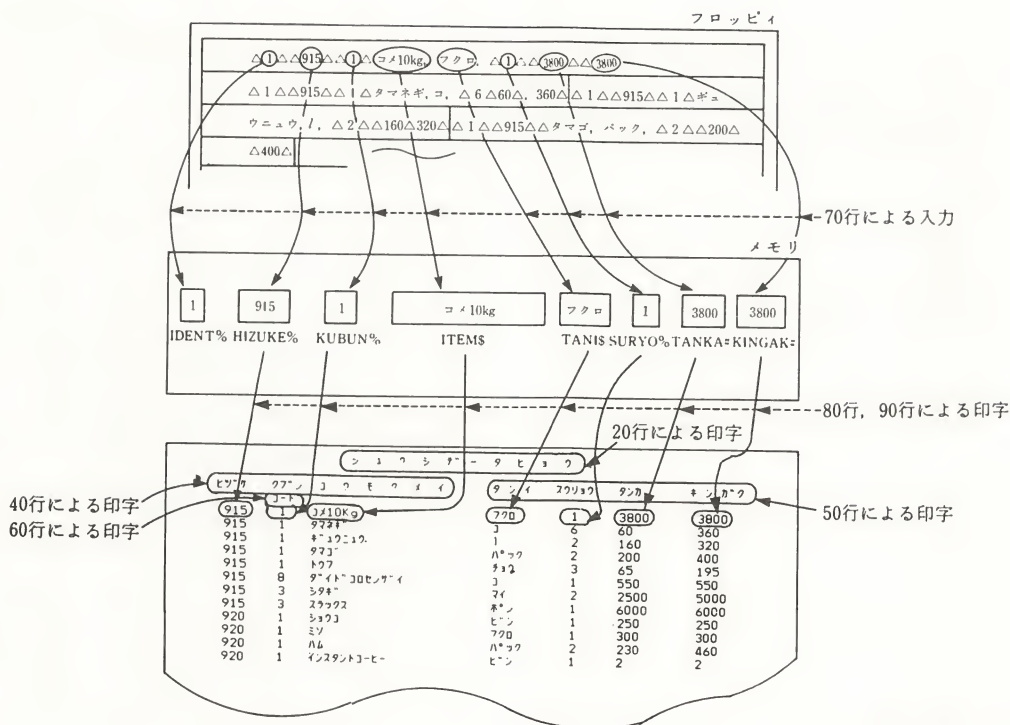 フロッピィ
△1△△915△△1△コメ10kg,フクロ,△1△△3800△△3800
△1△△915△△1△タマネギ,コ,△6△60,360△△1△△915△△1△ギュ
ウニュウ,l,△2△△160△320△△1△△915△△タマゴ,パック,△2△△200△
△400△
70行による入力
メモリ
1 915 1 コメ10kg フクロ 1 3800 3800
IDENT% HIZUKE% KUBUN% ITEM$ TANI$ SURYO% TANKA= KINGAK=
80行,90行による印字
20行による印字
シュウシデータヒョウ
40行による印字
ヒヅケ クブン コウモクメイ タンイ スウリョウ タンカ キンガク
50行による印字
60行による印字
コード
915 1 コメ10Kg フクロ 1 3800 3800
915 1 タマネギ コ 6 60 360
915 1 ギュウニュウ l 2 160 320
915 1 タマゴ パック 2 200 400
915 1 トウフ チョウ 3 65 195
915 8 ダイドコロセンザイ コ 1 550 550
915 3 シタギ マイ 2 2500 5000
915 3 スラックス ホン 1 6000 6000
920 1 ショウユ ビン 1 250 250
920 1 ミソ フクロ 1 300 300
920 1 ハム パック 2 230 460
920 1 インスタントコーヒー ビン 1 2 2